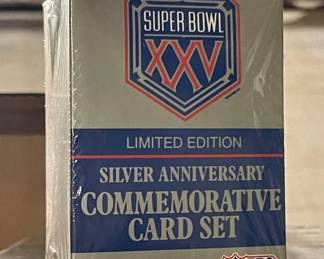 SUPER BOWL
XXV
LIMITED EDITION
SILVER ANNIVERSARY
COMMEMORATIVE
CARD SET